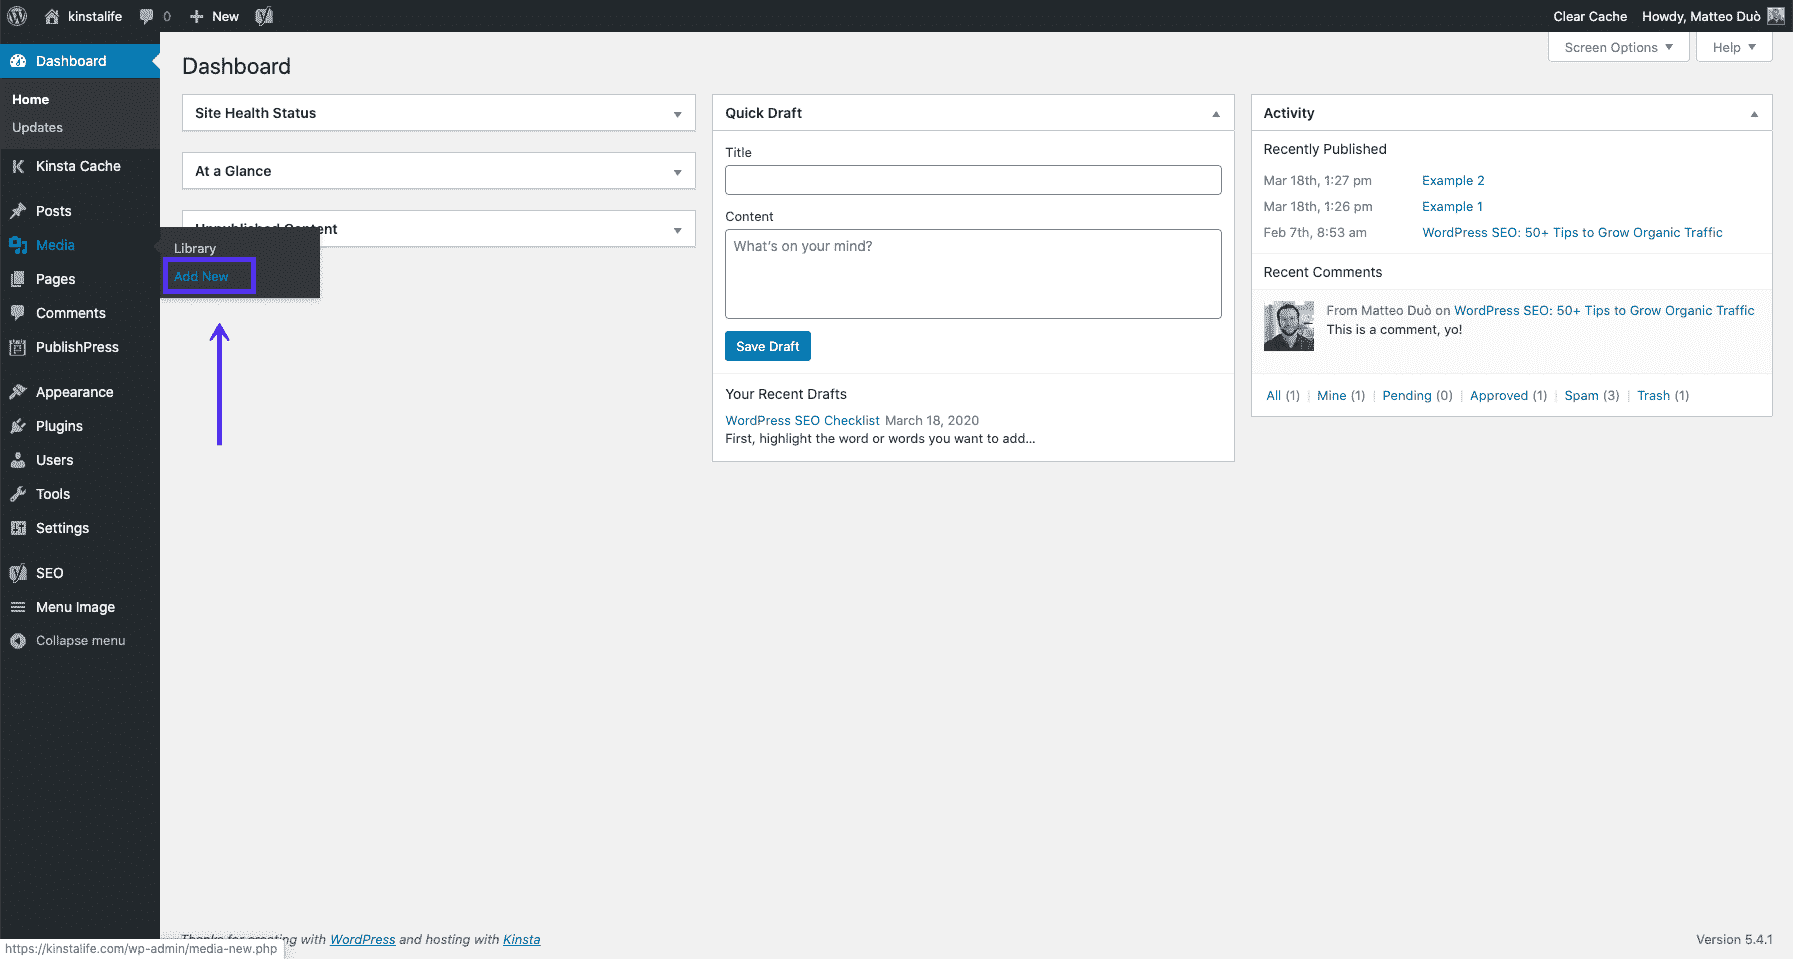 kinstalife 0 New Clear Cache Howdy, Matteo Duò
Dashboard
Home
Updates
Kinsta Cache
Posts
Media
Pages
Comments
PublishPress
Appearance
Plugins
Users
Tools
Settings
SEO
Menu Image
Collapse menu
Library
Add New
Screen Options Help
Dashboard
Site Health Status
At a Glance
Unpublished Content
Quick Draft
Title
Content
What's on your mind?
Save Draft
Your Recent Drafts
WordPress SEO Checklist March 18, 2020
First, highlight the word or words you want to add…
Activity
Recently Published
Mar 18th, 1:27 pm Example 2
Mar 18th, 1:26 pm Example 1
Feb 7th, 8:53 am WordPress SEO: 50+ Tips to Grow Organic Traffic
Recent Comments
From Matteo Duò on WordPress SEO: 50+ Tips to Grow Organic Traffic
This is a comment, yo!
All (1) | Mine (1) | Pending (0) | Approved (1) | Spam (3) | Trash (1)
Thanks for creating with WordPress and hosting with Kinsta
Version 5.4.1
https://kinstalife.com/wp-admin/media-new.php